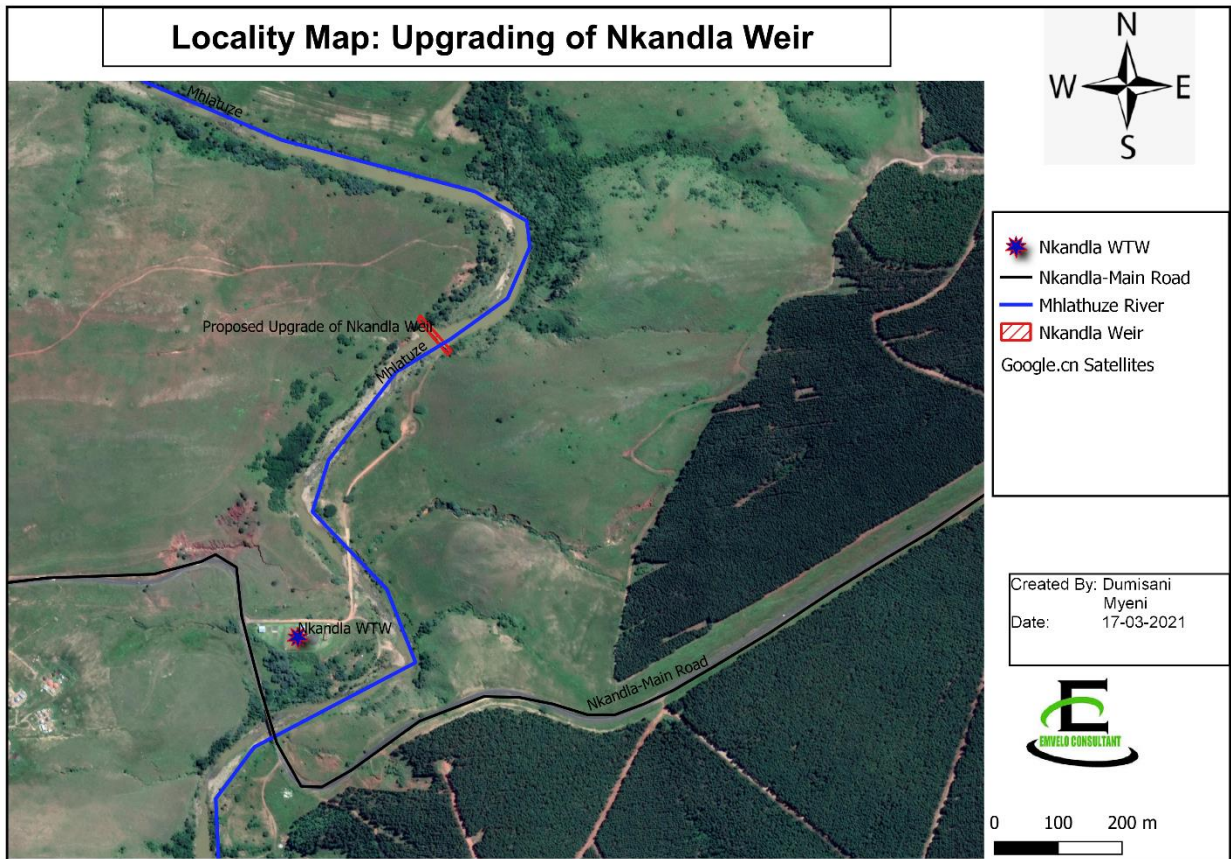 Locality Map: Upgrading of Nkandla Weir
N
W E
S
Mhlatuze
Proposed Upgrade of Nkandla Weir
Mhlatuze
Nkandla WTW
Nkandla-Main Road
Nkandla WTW
Nkandla-Main Road
Mhlathuze River
Nkandla Weir
Google.cn Satellites
Created By: Dumisani
Myeni
Date: 17-03-2021
E
EMVELO CONSULTANT
0 100 200 m